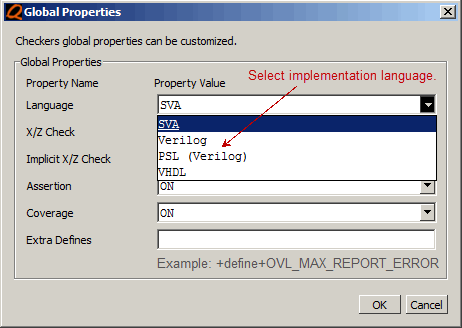 Global Properties
Checkers global properties can be customized.
Global Properties
Property Name Property Value
Select implementation language.
Language SVA
X/Z Check SVA
Verilog
Implicit X/Z Check PSL (Verilog)
VHDL
Assertion ON
Coverage ON
Extra Defines
Example: +define+OVL_MAX_REPORT_ERROR
OK Cancel